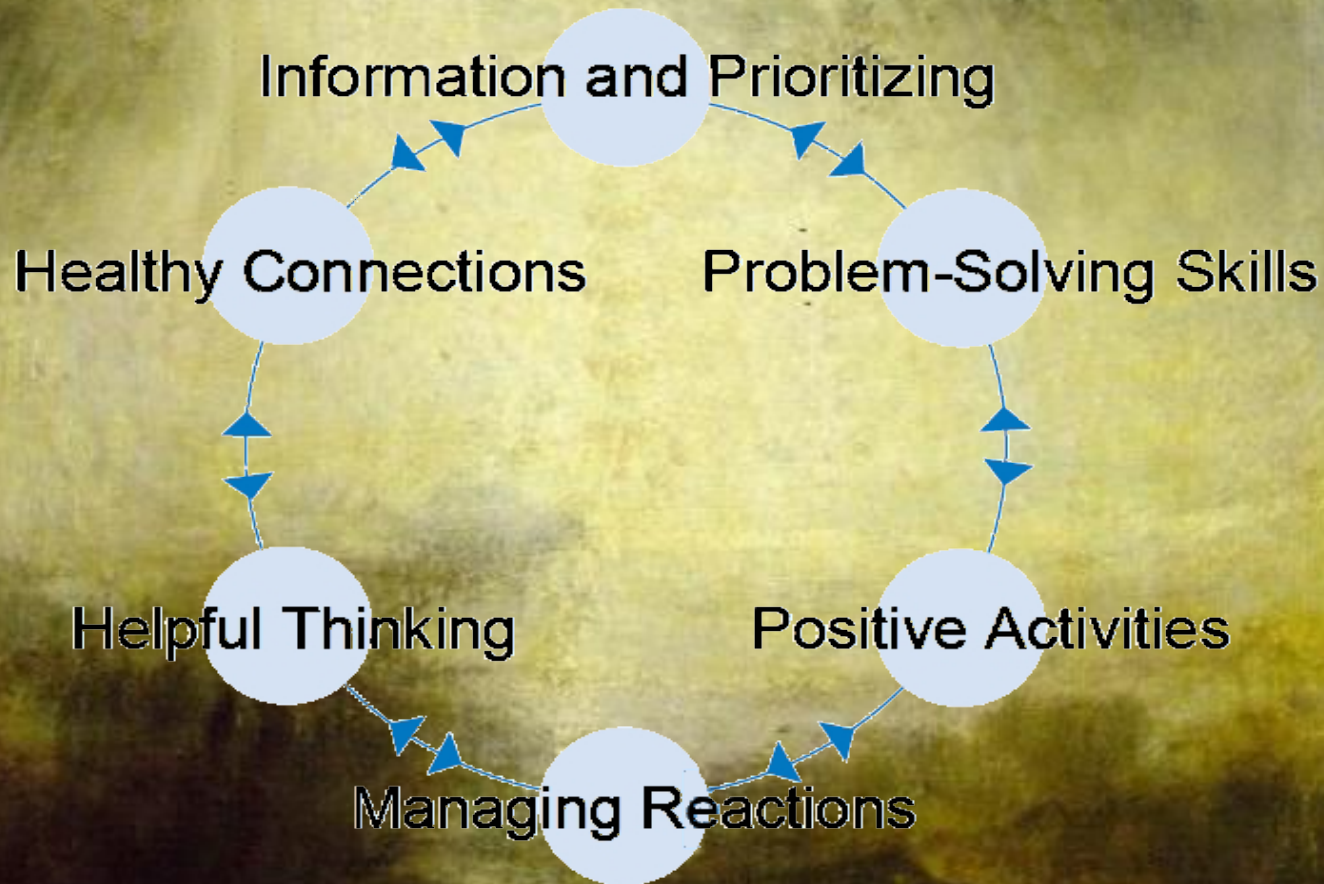 Information and Prioritizing
Healthy Connections
Problem-Solving Skills
Helpful Thinking
Positive Activities
Managing Reactions